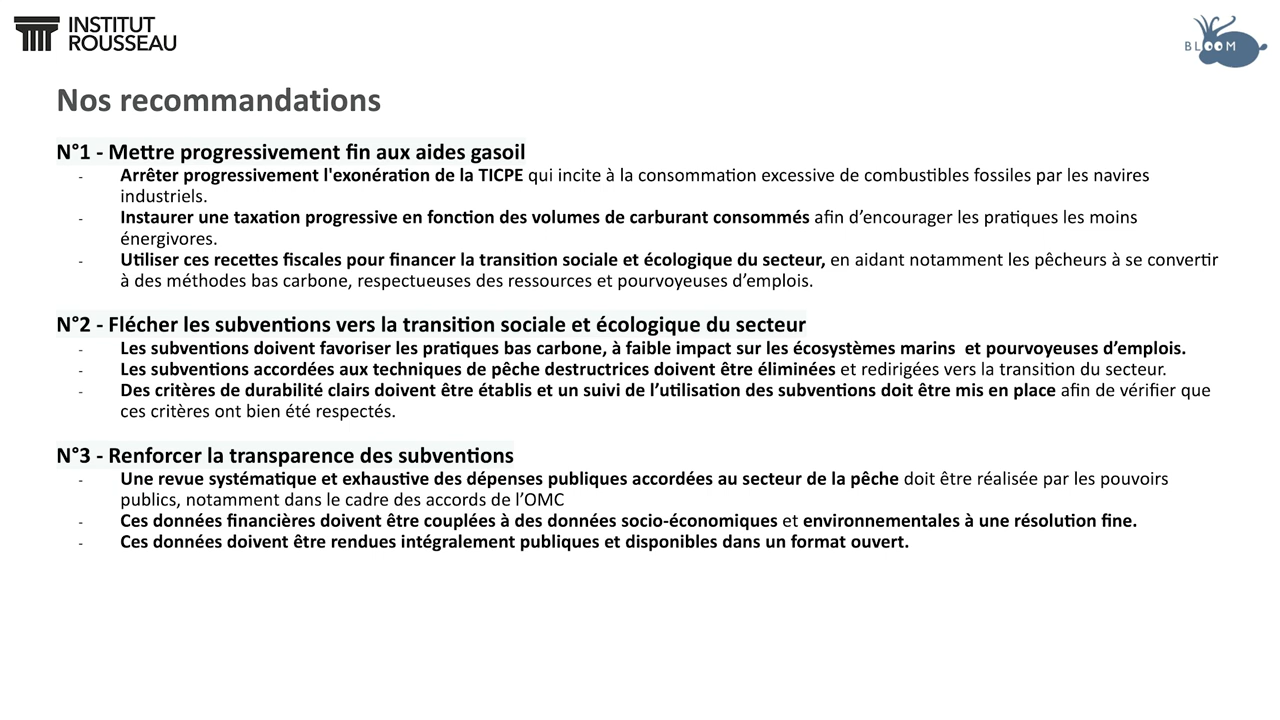 INSTITUT
ROUSSEAU
BLOOM
Nos recommandations
N°1 - Mettre progressivement fin aux aides gasoil
- Arrêter progressivement l'exonération de la TICPE qui incite à la consommation excessive de combustibles fossiles par les navires
industriels.
- Instaurer une taxation progressive en fonction des volumes de carburant consommés afin d’encourager les pratiques les moins
énergivores.
- Utiliser ces recettes fiscales pour financer la transition sociale et écologique du secteur, en aidant notamment les pêcheurs à se convertir
à des méthodes bas carbone, respectueuses des ressources et pourvoyeuses d’emplois.
N°2 - Flécher les subventions vers la transition sociale et écologique du secteur
- Les subventions doivent favoriser les pratiques bas carbone, à faible impact sur les écosystèmes marins  et pourvoyeuses d’emplois.
- Les subventions accordées aux techniques de pêche destructrices doivent être éliminées et redirigées vers la transition du secteur.
- Des critères de durabilité clairs doivent être établis et un suivi de l’utilisation des subventions doit être mis en place afin de vérifier que
ces critères ont bien été respectés.
N°3 - Renforcer la transparence des subventions
- Une revue systématique et exhaustive des dépenses publiques accordées au secteur de la pêche doit être réalisée par les pouvoirs
publics, notamment dans le cadre des accords de l’OMC
- Ces données financières doivent être couplées à des données socio-économiques et environnementales à une résolution fine.
- Ces données doivent être rendues intégralement publiques et disponibles dans un format ouvert.